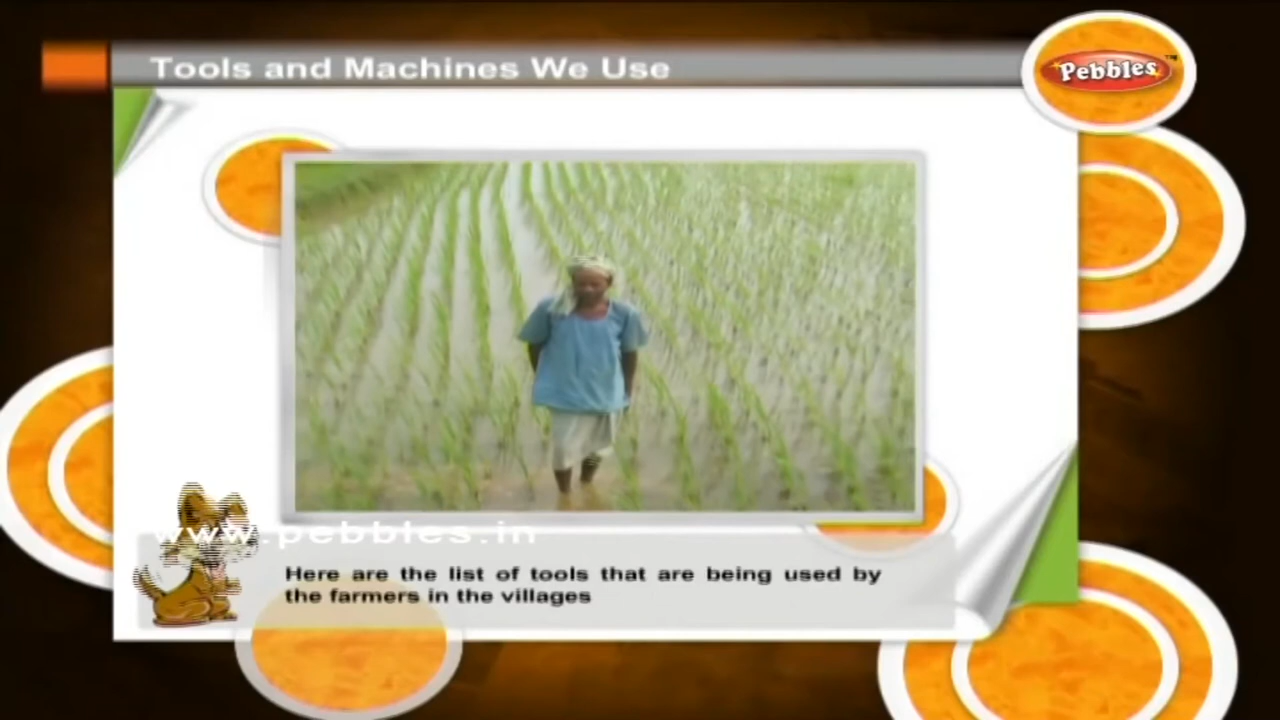 Tools and Machines We Use
Pebbles™
www.pebbles.in
Here are the list of tools that are being used by
the farmers in the villages